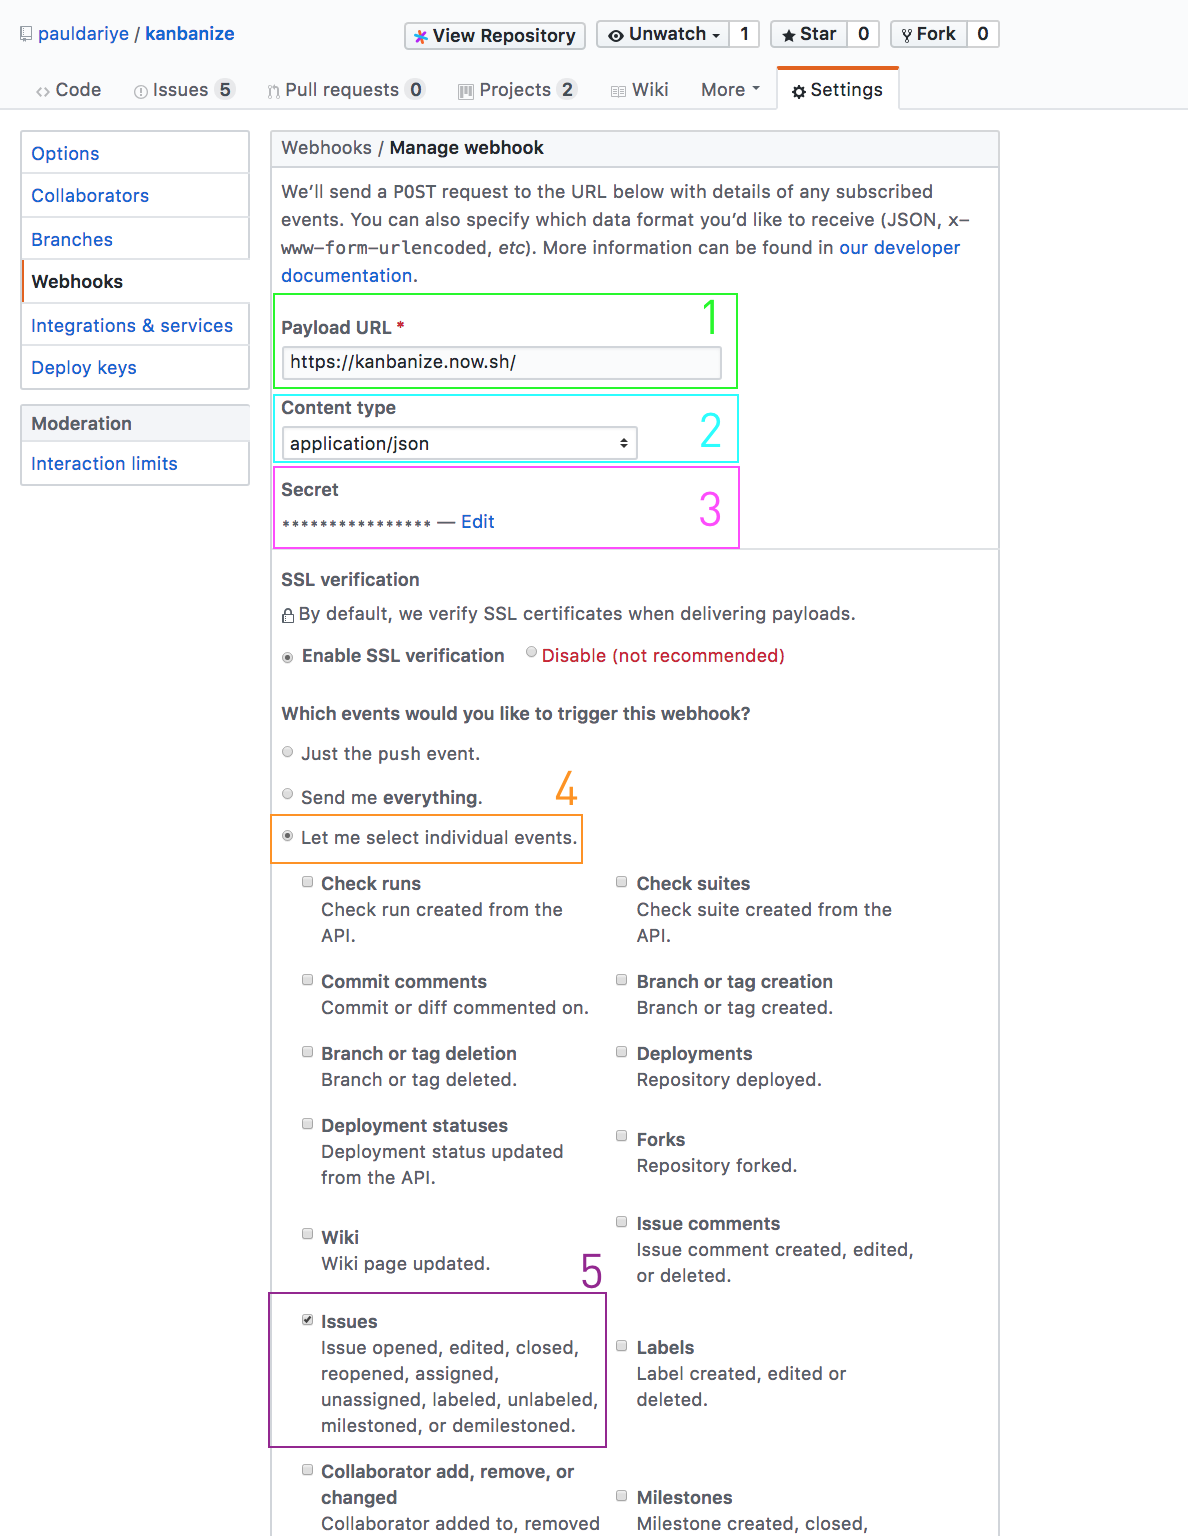 pauldariye / kanbanize
View Repository
Unwatch 1
Star 0
Fork 0
Code
Issues 5
Pull requests 0
Projects 2
Wiki
More
Settings
Options
Collaborators
Branches
Webhooks
Integrations & services
Deploy keys
Moderation
Interaction limits
Webhooks / Manage webhook
We’ll send a POST request to the URL below with details of any subscribed
events. You can also specify which data format you’d like to receive (JSON, x-
www-form-urlencoded, etc). More information can be found in our developer
documentation.
1
Payload URL *
https://kanbanize.now.sh/
Content type
2
application/json
Secret
3
**************** — Edit
SSL verification
By default, we verify SSL certificates when delivering payloads.
Enable SSL verification
Disable (not recommended)
Which events would you like to trigger this webhook?
Just the push event.
Send me everything.
4
Let me select individual events.
Check runs
Check run created from the
API.
Check suites
Check suite created from the
API.
Commit comments
Commit or diff commented on.
Branch or tag creation
Branch or tag created.
Branch or tag deletion
Branch or tag deleted.
Deployments
Repository deployed.
Deployment statuses
Deployment status updated
from the API.
Forks
Repository forked.
Wiki
Wiki page updated.
Issue comments
Issue comment created, edited,
or deleted.
5
Issues
Issue opened, edited, closed,
reopened, assigned,
unassigned, labeled, unlabeled,
milestoned, or demilestoned.
Labels
Label created, edited or
deleted.
Collaborator add, remove, or
changed
Collaborator added to, removed
Milestones
Milestone created, closed,